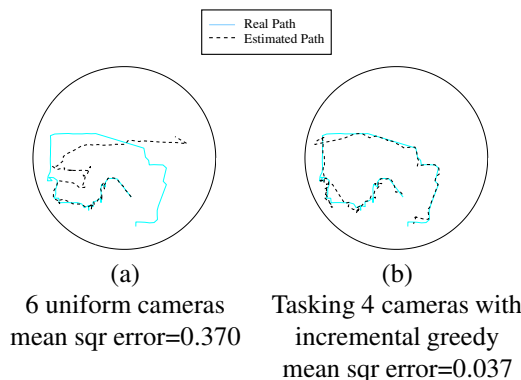 Real Path
Estimated Path
(a)
6 uniform cameras
mean sqr error=0.370
(b)
Tasking 4 cameras with
incremental greedy
mean sqr error=0.037